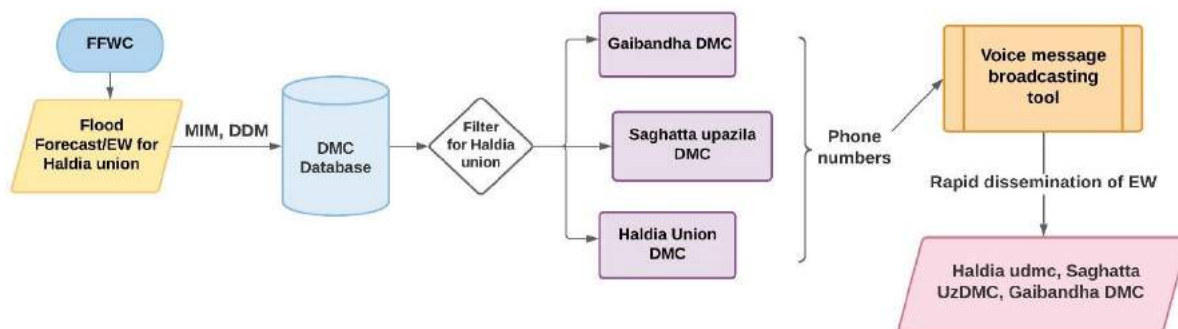 FFWC
Flood
Forecast/EW for
Haldia union
MIM, DDM
DMC
Database
Filter
for Haldia
union
Gaibandha DMC
Saghatta upazila
DMC
Haldia Union
DMC
Phone
numbers
Voice message
broadcasting
tool
Rapid dissemination of EW
Haldia udmc, Saghatta
UzDMC, Gaibandha DMC